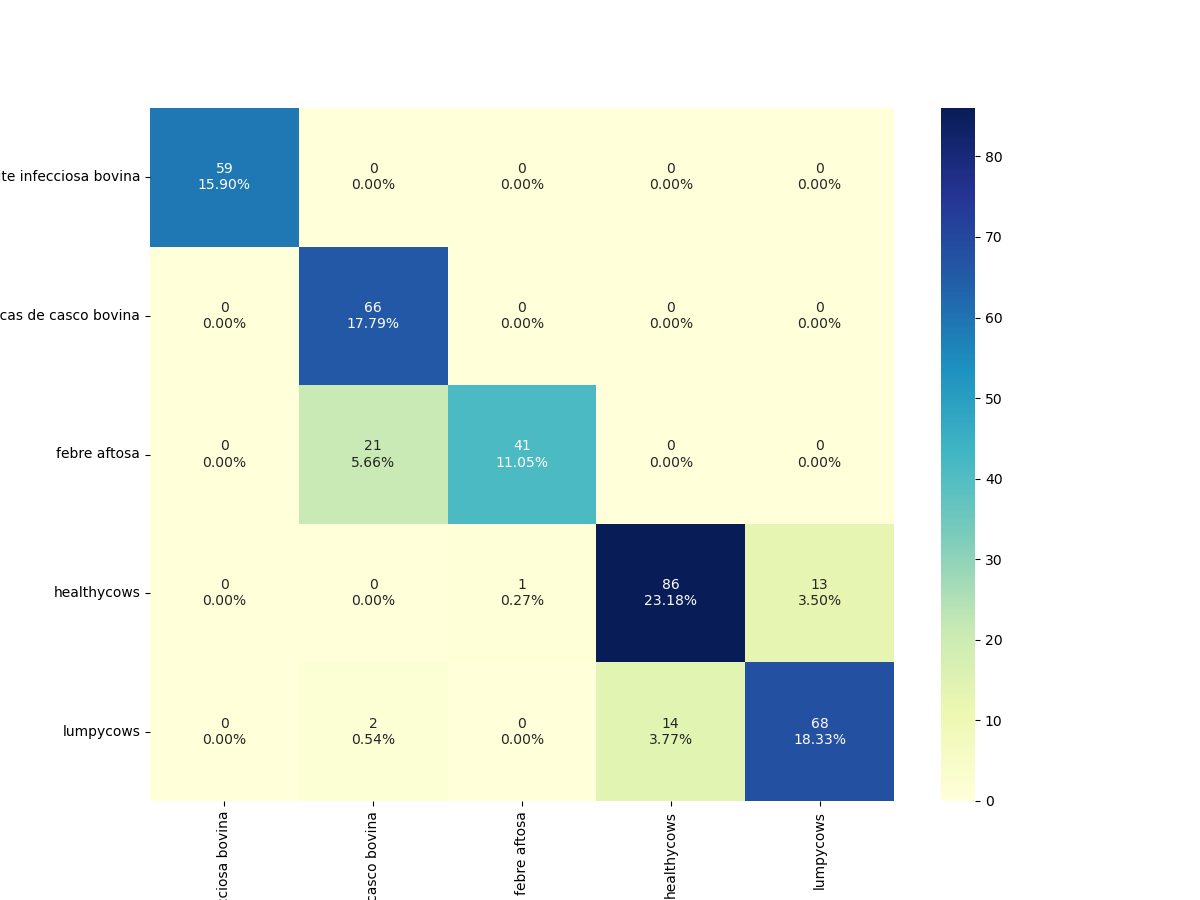 59 0 0 0 0
15.90% 0.00% 0.00% 0.00% 0.00%
infecciosa bovina
0 66 0 0 0
0.00% 17.79% 0.00% 0.00% 0.00%
de casco bovina
0 21 41 0 0
0.00% 5.66% 11.05% 0.00% 0.00%
febre aftosa
0 0 1 86 13
0.00% 0.00% 0.27% 23.18% 3.50%
healthycows
0 2 0 14 68
0.00% 0.54% 0.00% 3.77% 18.33%
lumpycows
bovina
casco bovina
febre aftosa
healthycows
lumpycows
80
70
60
50
40
30
20
10
0